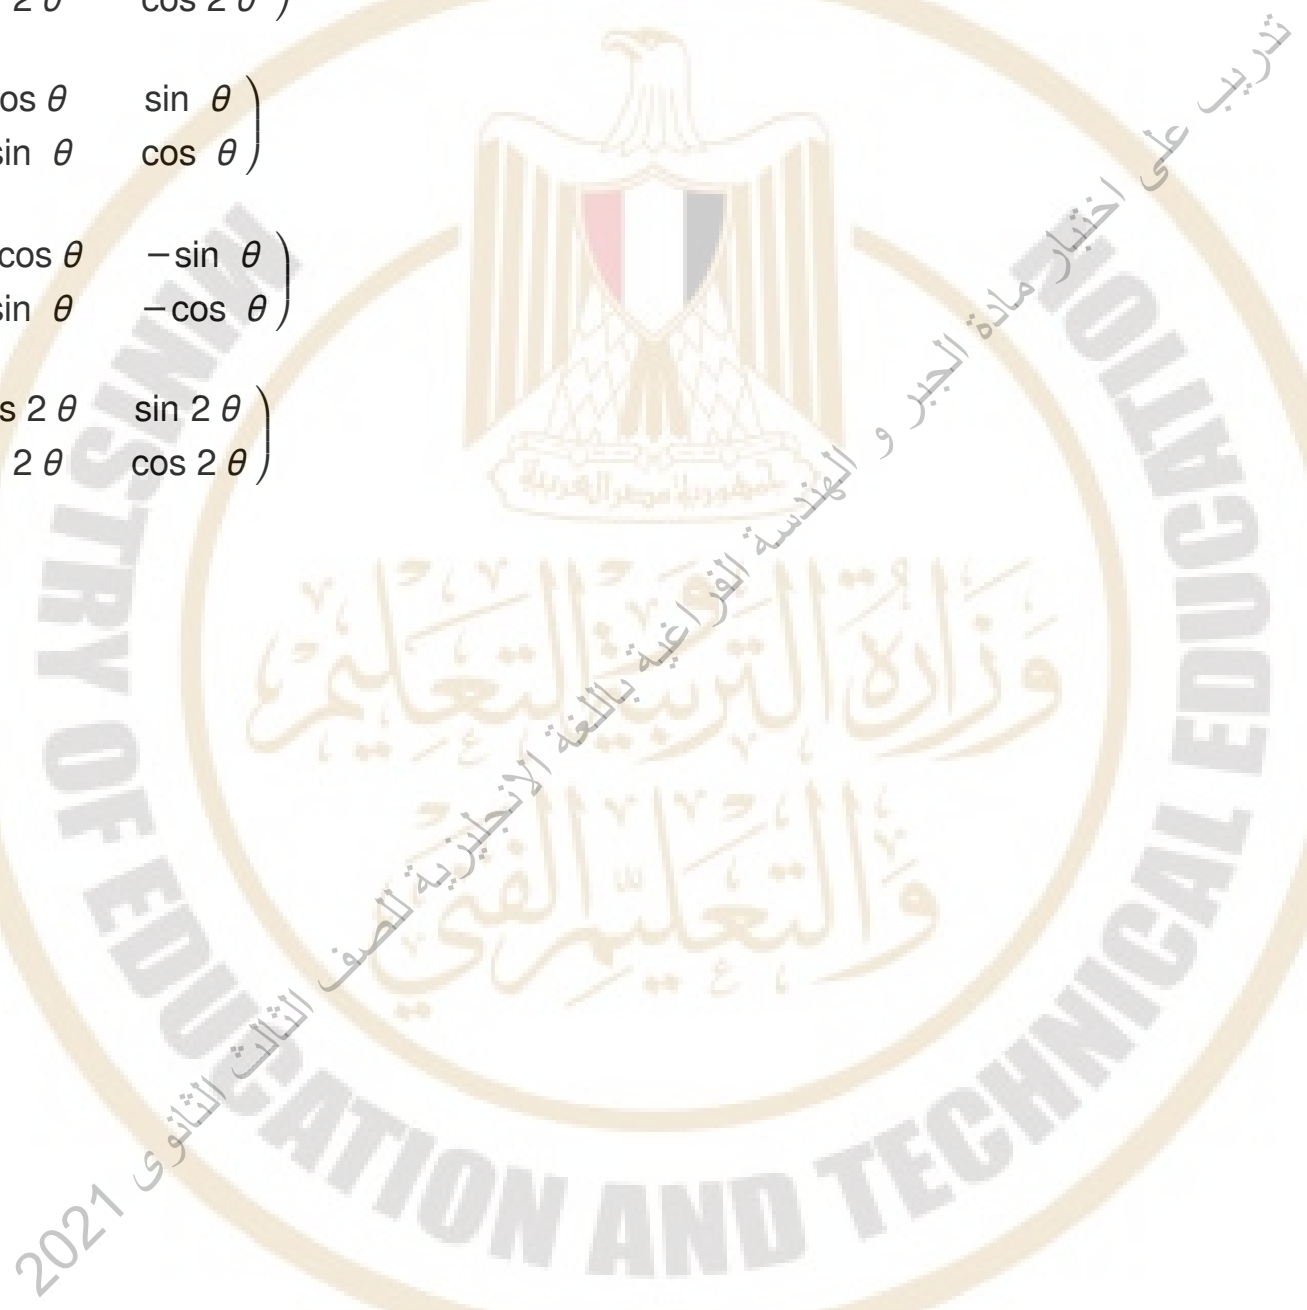 2 θ cos 2 θ )
os θ sin θ )
sin θ cos θ )
cos θ −sin θ )
sin θ −cos θ )
s 2 θ sin 2 θ )
2 θ cos 2 θ )
جمهورية مصر العربية
وزارة التربية والتعليم
والتعليم الفني
MINISTRY OF EDUCATION AND TECHNICAL EDUCATION
تدريب على اختبار مادة الجبر و الهندسة الفراغية باللغة الانجليزية للصف الثالث الثانوى 2021